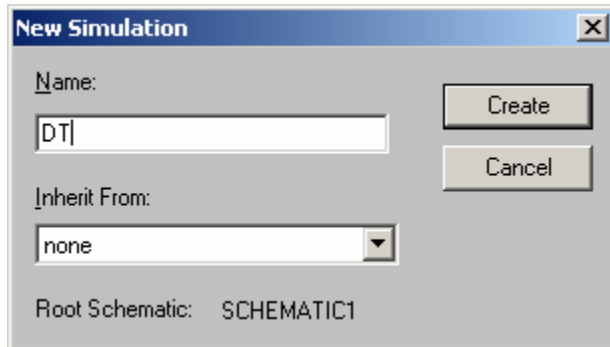 New Simulation
Name:
Create
DT
Cancel
Inherit From:
none
Root Schematic: SCHEMATIC1